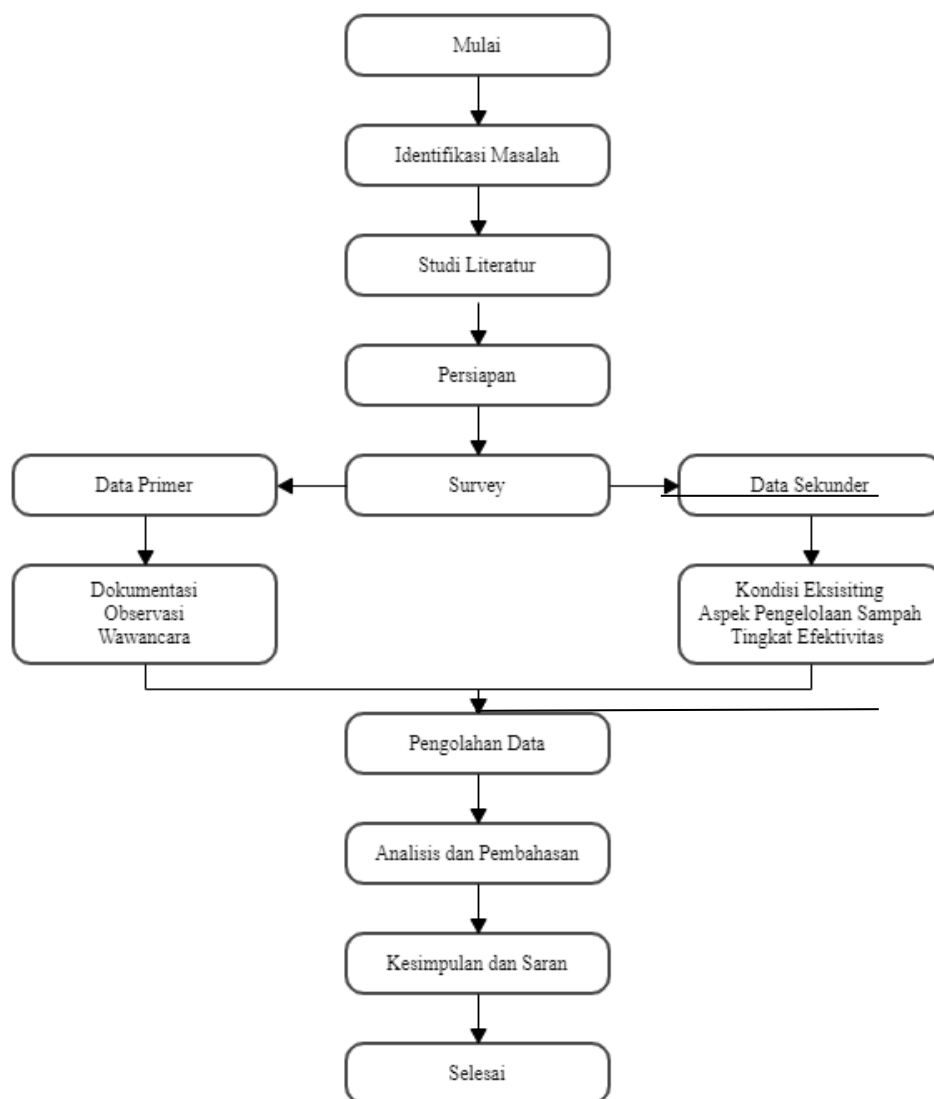 Mulai
Identifikasi Masalah
Studi Literatur
Persiapan
Data Primer
Survey
Data Sekunder
Dokumentasi
Observasi
Wawancara
Kondisi Eksisiting
Aspek Pengelolaan Sampah
Tingkat Efektivitas
Pengolahan Data
Analisis dan Pembahasan
Kesimpulan dan Saran
Selesai